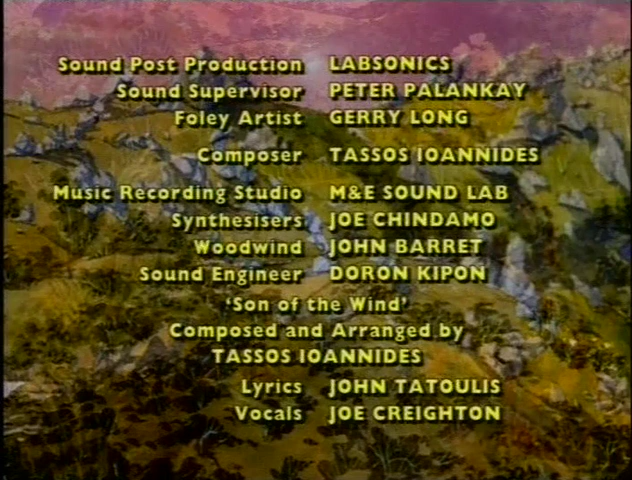 Sound Post Production LABSONICS
Sound Supervisor PETER PALANKAY
Foley Artist GERRY LONG
Composer TASSOS IOANNIDES
Music Recording Studio M&E SOUND LAB
Synthesisers JOE CHINDAMO
Woodwind JOHN BARRET
Sound Engineer DORON KIPON
'Son of the Wind'
Composed and Arranged by
TASSOS IOANNIDES
Lyrics JOHN TATOULIS
Vocals JOE CREIGHTON